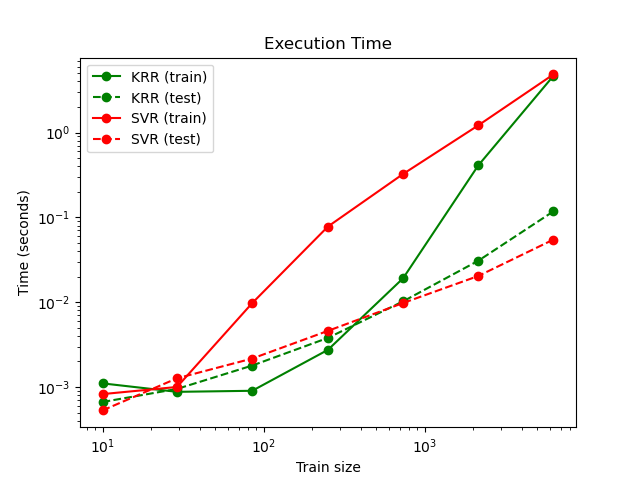 Execution Time
KRR (train)
KRR (test)
SVR (train)
SVR (test)
10⁰
10⁻¹
10⁻²
10⁻³
Time (seconds)
10¹
10²
10³
Train size